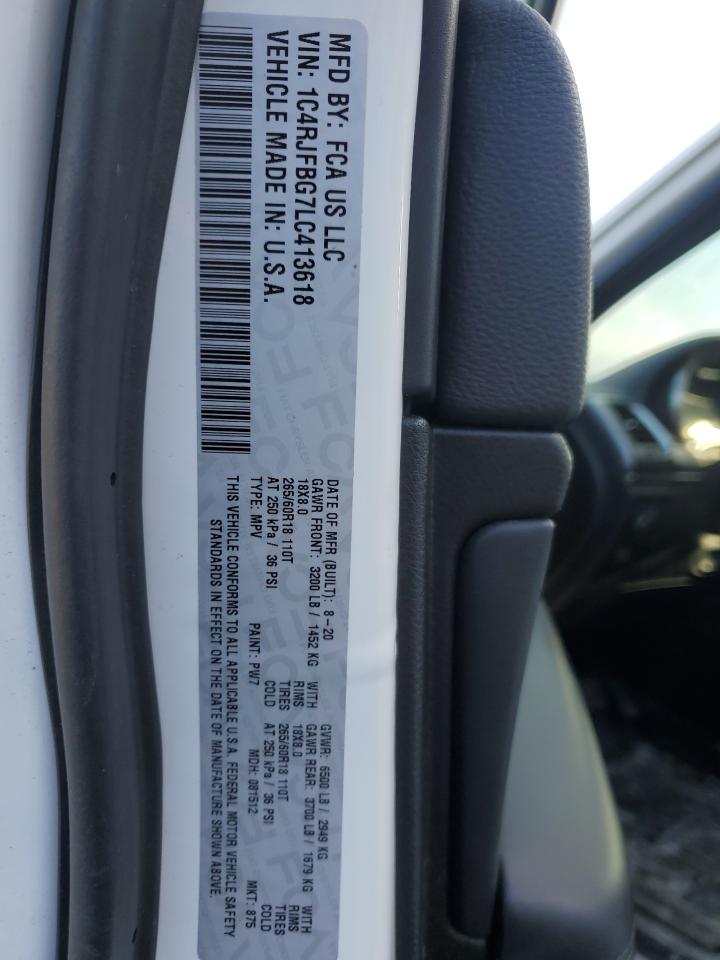 MFD BY: FCA US LLC
VIN: 1C4RJFBG7LC413618
VEHICLE MADE IN: U.S.A.
DATE OF MFR (BUILT): 8-20 GVWR: 6500 LB / 2949 KG
GAWR FRONT: 3200 LB / 1452 KG WITH GAWR REAR: 3700 LB / 1679 KG WITH
18X8.0 RIMS 18X8.0 RIMS
265/60R18 110T TIRES 265/60R18 110T TIRES
AT 250 kPa / 36 PSI COLD AT 250 kPa / 36 PSI COLD
TYPE: MPV PAINT: PW7 MDH: 081512 MKT: 875
THIS VEHICLE CONFORMS TO ALL APPLICABLE U.S.A. FEDERAL MOTOR VEHICLE SAFETY
STANDARDS IN EFFECT ON THE DATE OF MANUFACTURE SHOWN ABOVE.